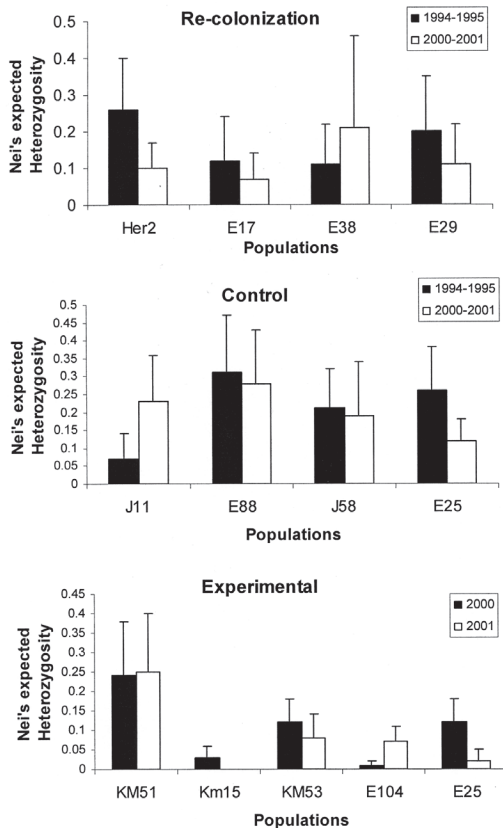 Re-colonization
1994-1995
2000-2001
Nei's expected
Heterozygosity
0.5
0.4
0.3
0.2
0.1
0
Her2 E17 E38 E29
Populations
Control
1994-1995
2000-2001
Nei's expected
Heterozygosity
0.5
0.45
0.4
0.35
0.3
0.25
0.2
0.15
0.1
0.05
0
J11 E88 J58 E25
Populations
Experimental
2000
2001
Nei's expected
Heterozygosity
0.45
0.4
0.35
0.3
0.25
0.2
0.15
0.1
0.05
0
KM51 Km15 KM53 E104 E25
Populations